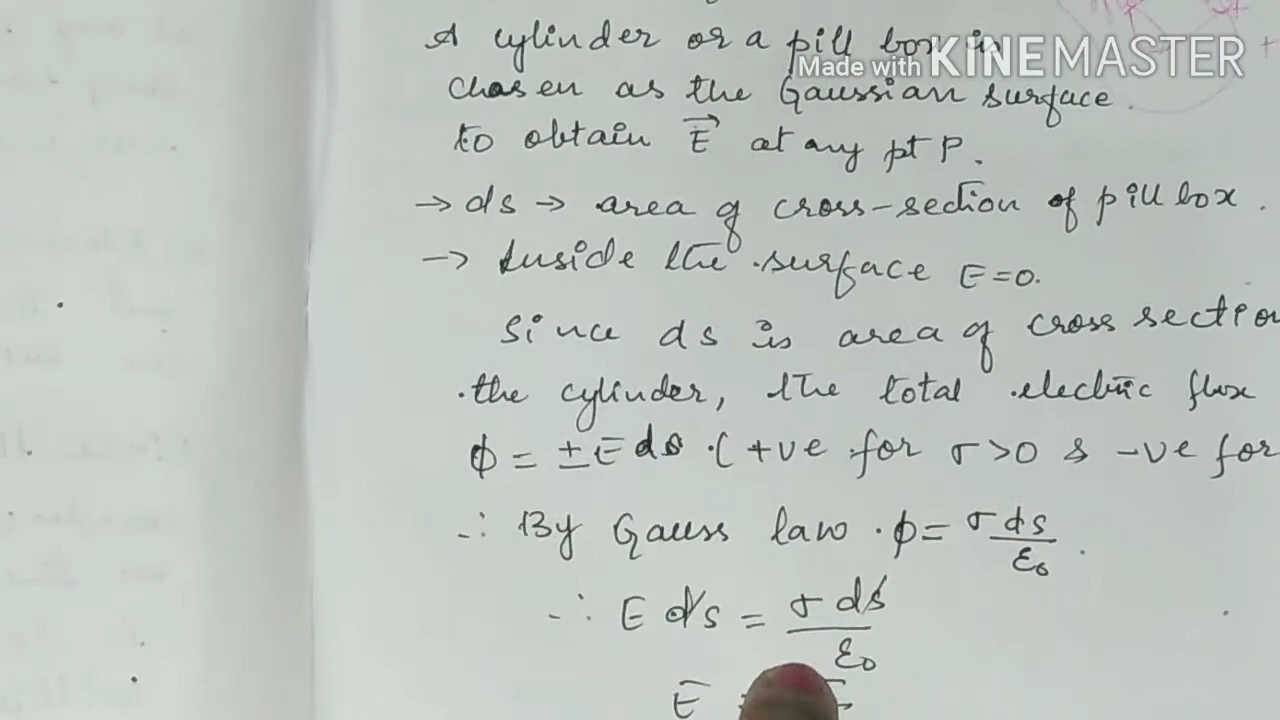 A cylinder or a pill box is
Made with KINEMASTER
chosen as the Gaussian surface.
to obtain E⃗ at any pt P.
→ ds → area of cross-section of pill box.
→ Inside the surface E=0.
Since ds is area of cross section
the cylinder, the total electric flux
ϕ = ±E ds (+ve for σ>0 & -ve for
∴ By Gauss law ϕ = σds/ε₀.
∴ E ds = σ ds/ε₀
E